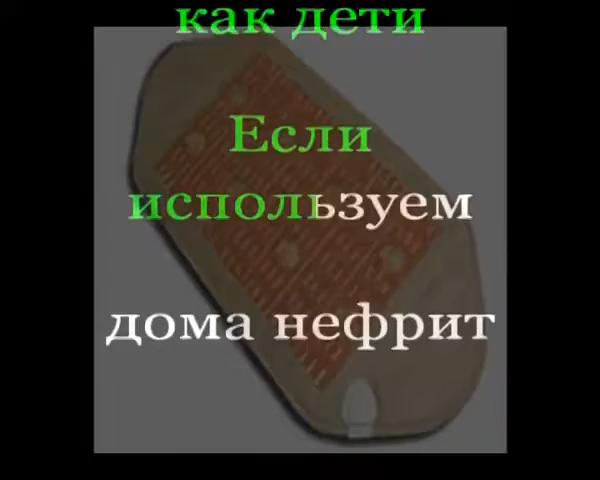 как дети
Если
используем
дома нефрит